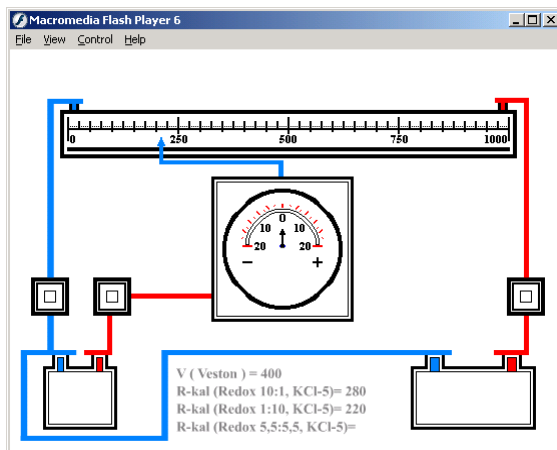 Macromedia Flash Player 6
File View Control Help
0 250 500 750 1000
0
10 10
20 20
− +
V ( Veston ) = 400
R-kal (Redox 10:1, KCl-5)= 280
R-kal (Redox 1:10, KCl-5)= 220
R-kal (Redox 5,5:5,5, KCl-5)=